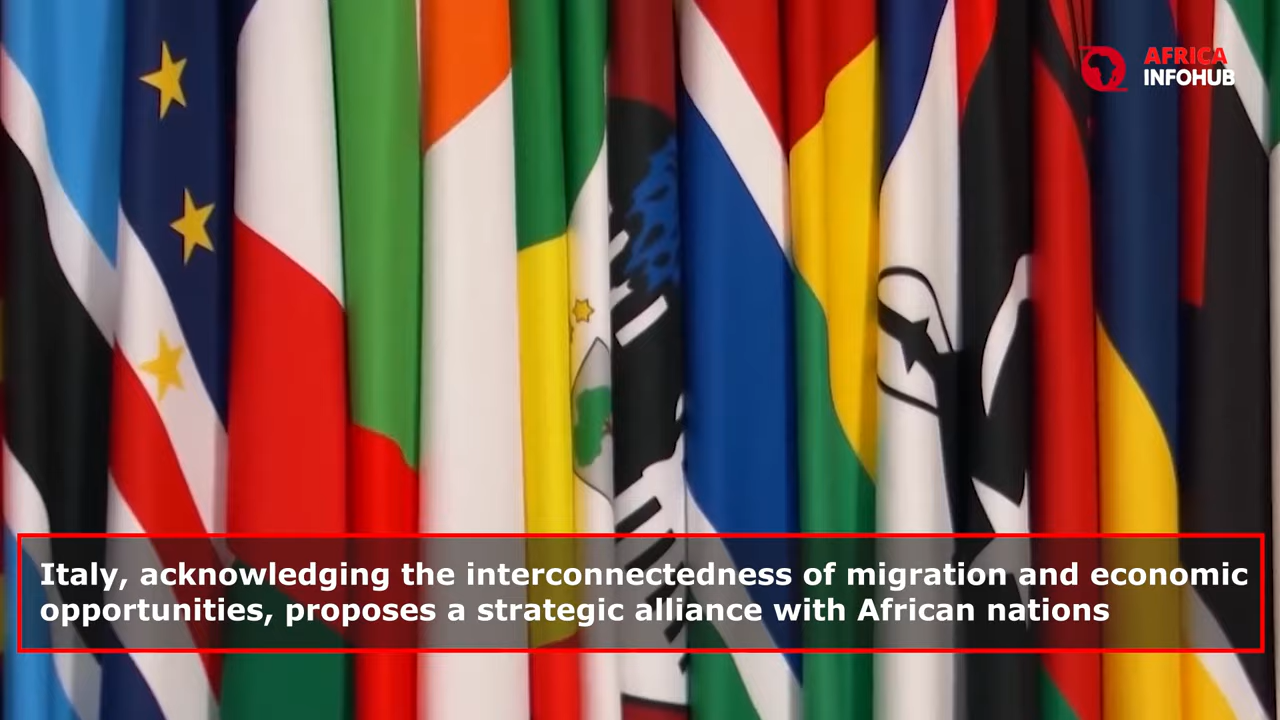 AFRICA
INFOHUB
Italy, acknowledging the interconnectedness of migration and economic
opportunities, proposes a strategic alliance with African nations